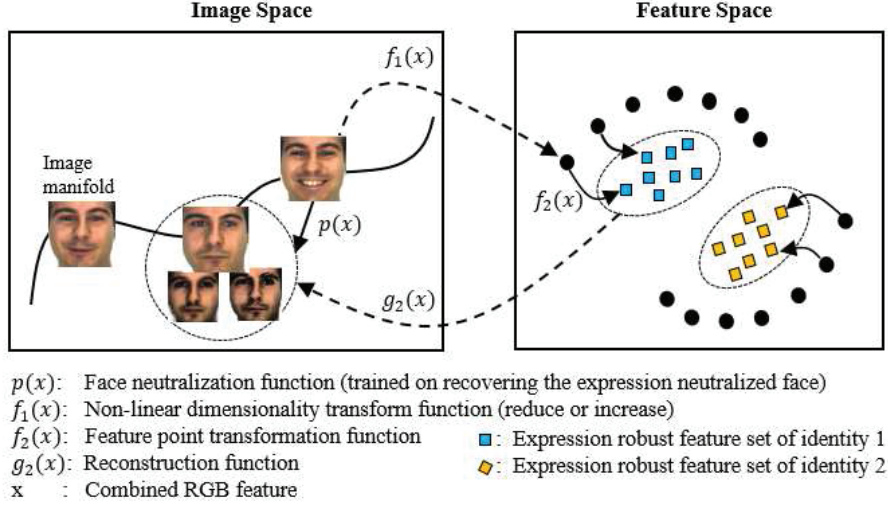 Image Space
Feature Space
f₁(x)
Image
manifold
p(x)
f₂(x)
g₂(x)
p(x): Face neutralization function (trained on recovering the expression neutralized face)
f₁(x): Non-linear dimensionality transform function (reduce or increase)
f₂(x): Feature point transformation function
: Expression robust feature set of identity 1
g₂(x): Reconstruction function
: Expression robust feature set of identity 2
x : Combined RGB feature